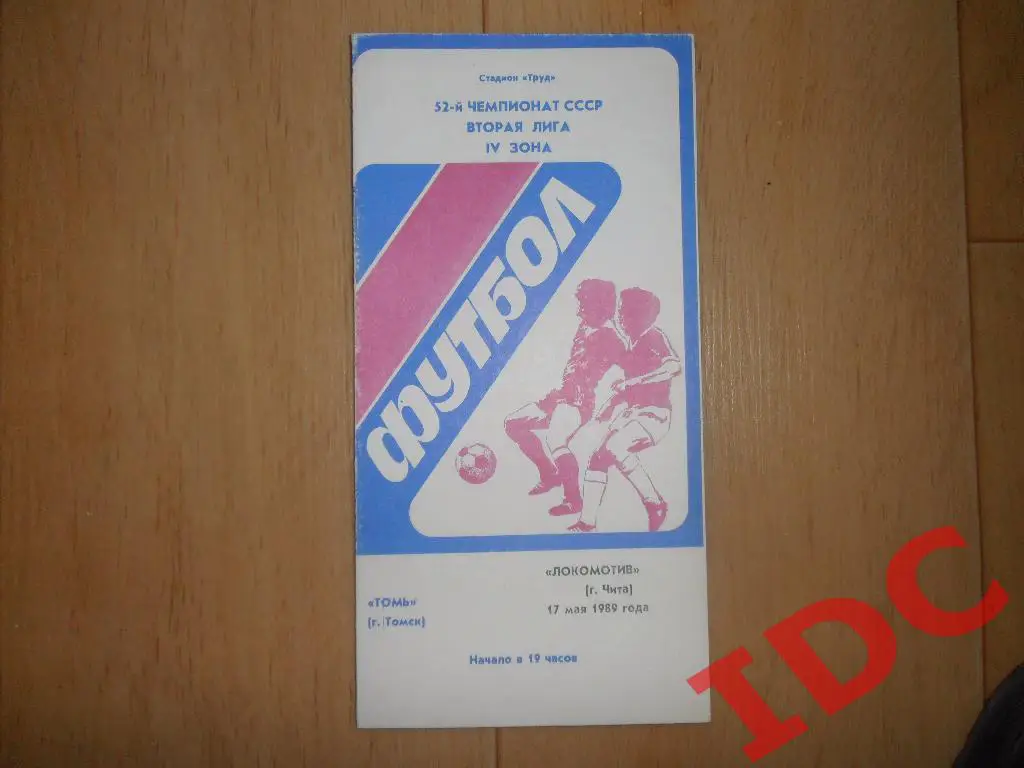 Стадион «Труд»
52-й ЧЕМПИОНАТ СССР
ВТОРАЯ ЛИГА
IV ЗОНА
ФУТБОЛ
«ЛОКОМОТИВ»
(г. Чита)
17 мая 1989 года
«ТОМЬ»
(г. Томск)
Начало в 19 часов
IDC